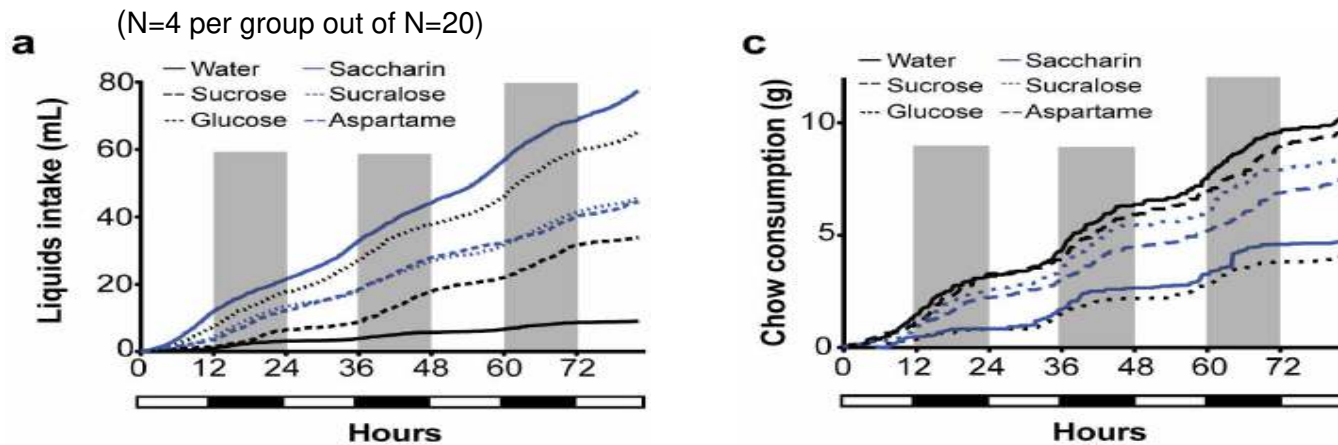 (N=4 per group out of N=20)
a
Liquids intake (mL)
80
60
40
20
0
Water
Sucrose
Glucose
Saccharin
Sucralose
Aspartame
0 12 24 36 48 60 72
Hours
c
Chow consumption (g)
10
5
0
Water
Sucrose
Glucose
Saccharin
Sucralose
Aspartame
0 12 24 36 48 60 72
Hours